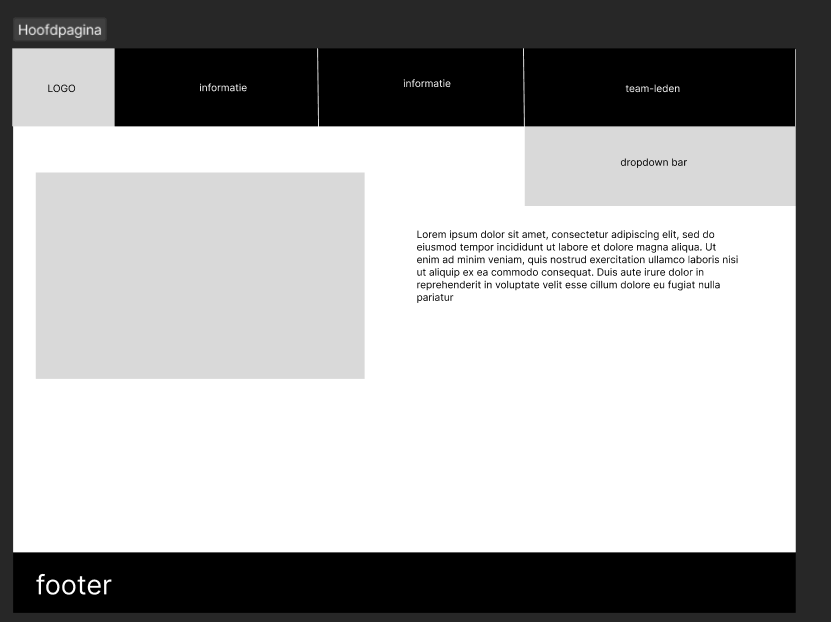 Hoofdpagina
LOGO
informatie
informatie
team-leden
dropdown bar
Lorem ipsum dolor sit amet, consectetur adipiscing elit, sed do
eiusmod tempor incididunt ut labore et dolore magna aliqua. Ut
enim ad minim veniam, quis nostrud exercitation ullamco laboris nisi
ut aliquip ex ea commodo consequat. Duis aute irure dolor in
reprehenderit in voluptate velit esse cillum dolore eu fugiat nulla
pariatur
footer